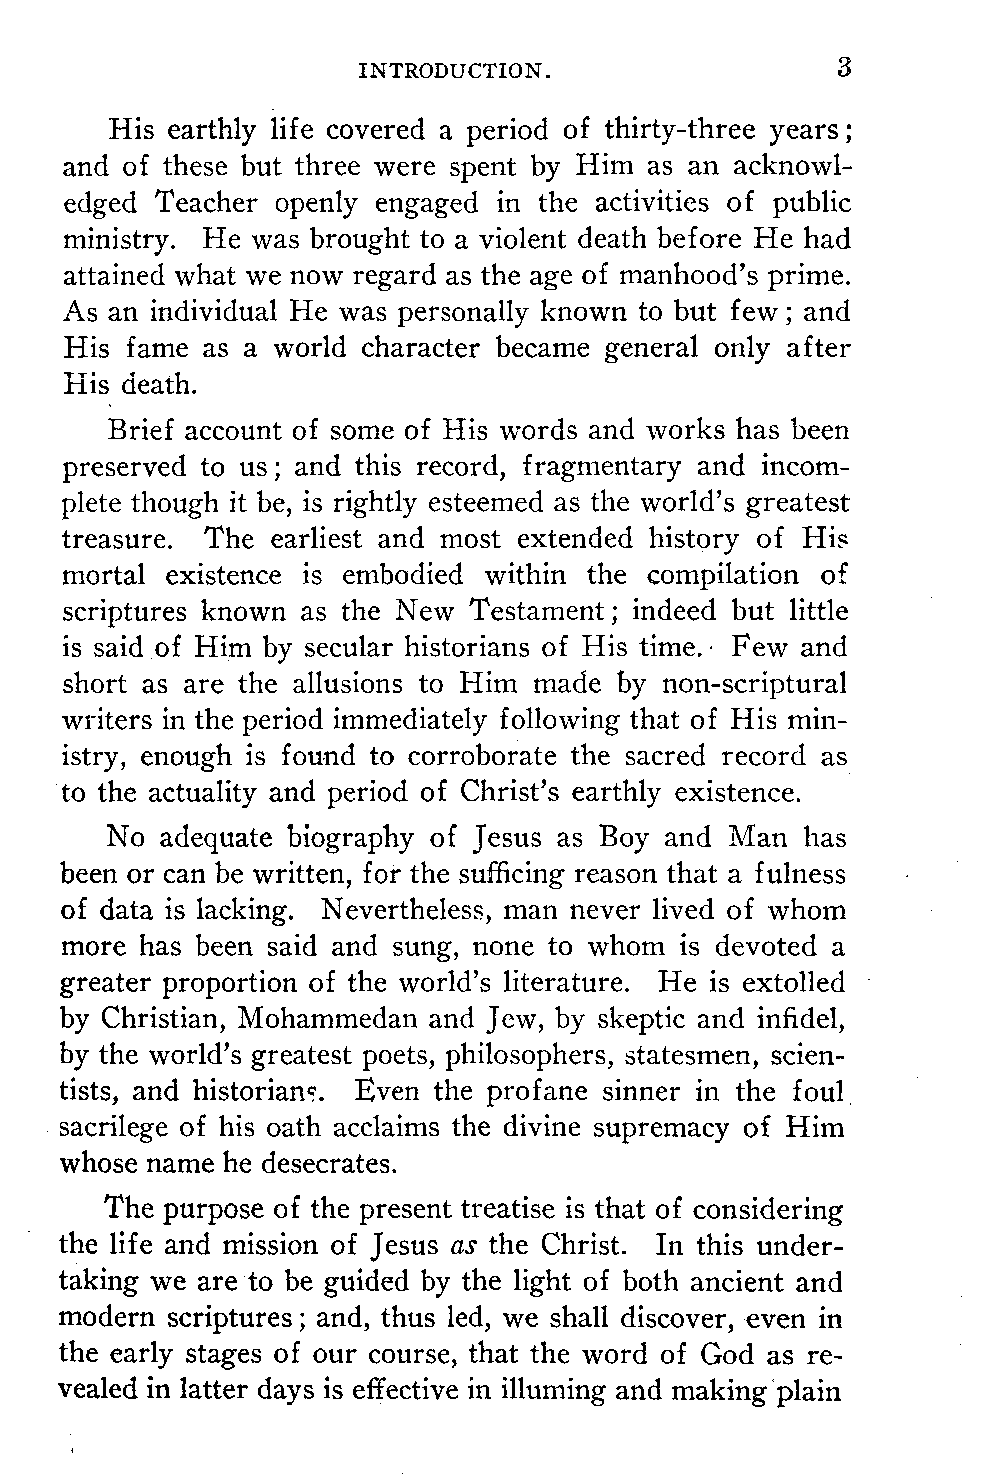 INTRODUCTION. 3
His earthly life covered a period of thirty-three years;
and of these but three were spent by Him as an acknowl-
edged Teacher openly engaged in the activities of public
ministry. He was brought to a violent death before He had
attained what we now regard as the age of manhood's prime.
As an individual He was personally known to but few; and
His fame as a world character became general only after
His death.
Brief account of some of His words and works has been
preserved to us; and this record, fragmentary and incom-
plete though it be, is rightly esteemed as the world's greatest
treasure. The earliest and most extended history of His
mortal existence is embodied within the compilation of
scriptures known as the New Testament; indeed but little
is said of Him by secular historians of His time. Few and
short as are the allusions to Him made by non-scriptural
writers in the period immediately following that of His min-
istry, enough is found to corroborate the sacred record as
to the actuality and period of Christ's earthly existence.
No adequate biography of Jesus as Boy and Man has
been or can be written, for the sufficing reason that a fulness
of data is lacking. Nevertheless, man never lived of whom
more has been said and sung, none to whom is devoted a
greater proportion of the world's literature. He is extolled
by Christian, Mohammedan and Jew, by skeptic and infidel,
by the world's greatest poets, philosophers, statesmen, scien-
tists, and historians. Even the profane sinner in the foul
sacrilege of his oath acclaims the divine supremacy of Him
whose name he desecrates.
The purpose of the present treatise is that of considering
the life and mission of Jesus as the Christ. In this under-
taking we are to be guided by the light of both ancient and
modern scriptures; and, thus led, we shall discover, even in
the early stages of our course, that the word of God as re-
vealed in latter days is effective in illuming and making plain